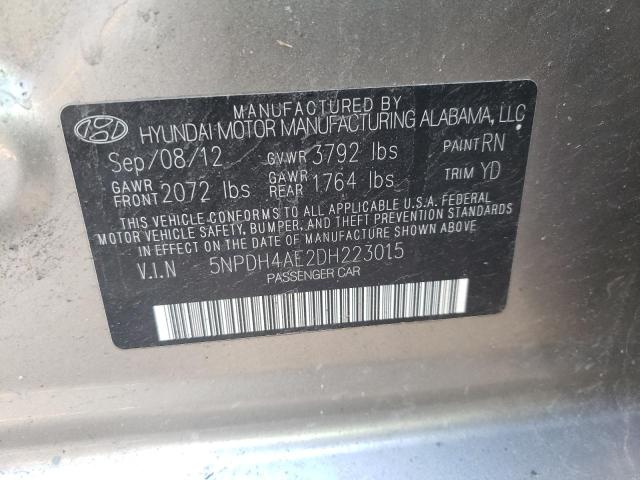 MANUFACTURED BY
HYUNDAI MOTOR MANUFACTURING ALABAMA, LLC
Sep/08/12 GVWR 3792 lbs PAINT RN
GAWR FRONT 2072 lbs GAWR REAR 1764 lbs TRIM YD
THIS VEHICLE CONFORMS TO ALL APPLICABLE U.S.A. FEDERAL
MOTOR VEHICLE SAFETY, BUMPER, AND THEFT PREVENTION STANDARDS
IN EFFECT ON THE DATE OF MANUFACTURE SHOWN ABOVE.
V.I.N 5NPDH4AE2DH223015
PASSENGER CAR